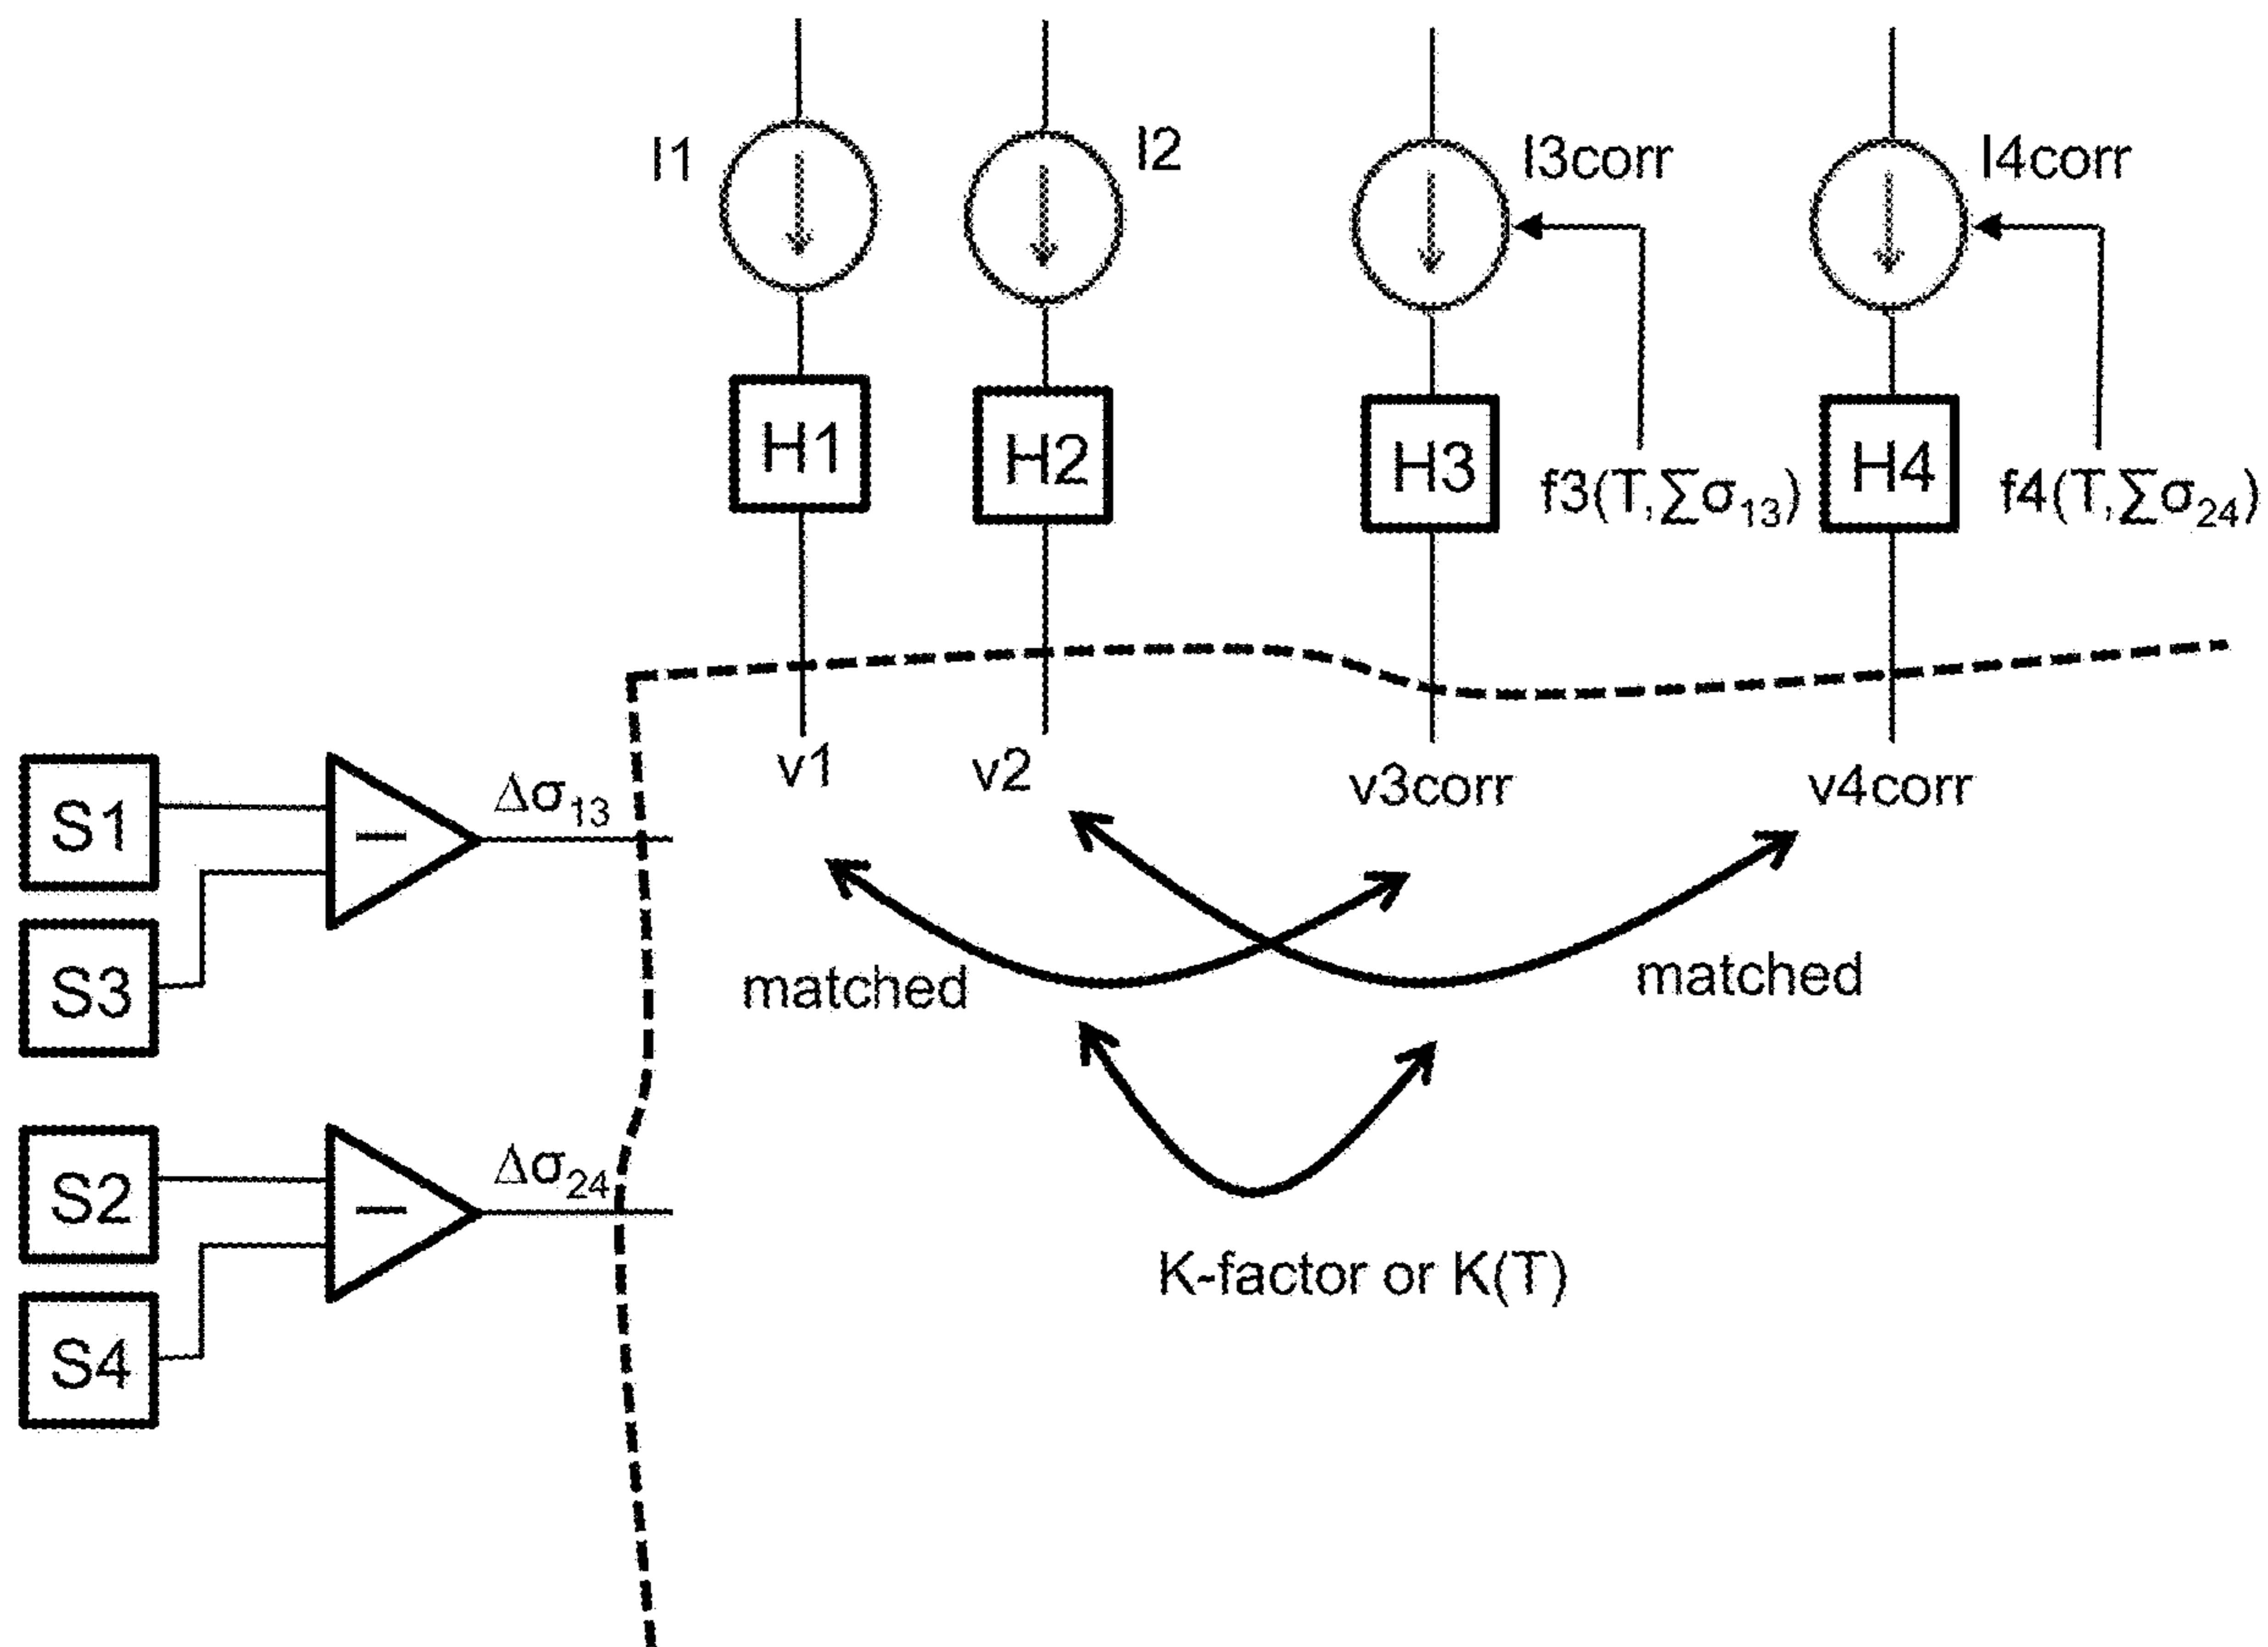 I1
I2
I3corr
I4corr
H1
H2
H3
f3(T,∑σ₁₃)
H4
f4(T,∑σ₂₄)
v1
v2
v3corr
v4corr
S1
S3
−
Δσ₁₃
matched
matched
S2
S4
−
Δσ₂₄
K-factor or K(T)